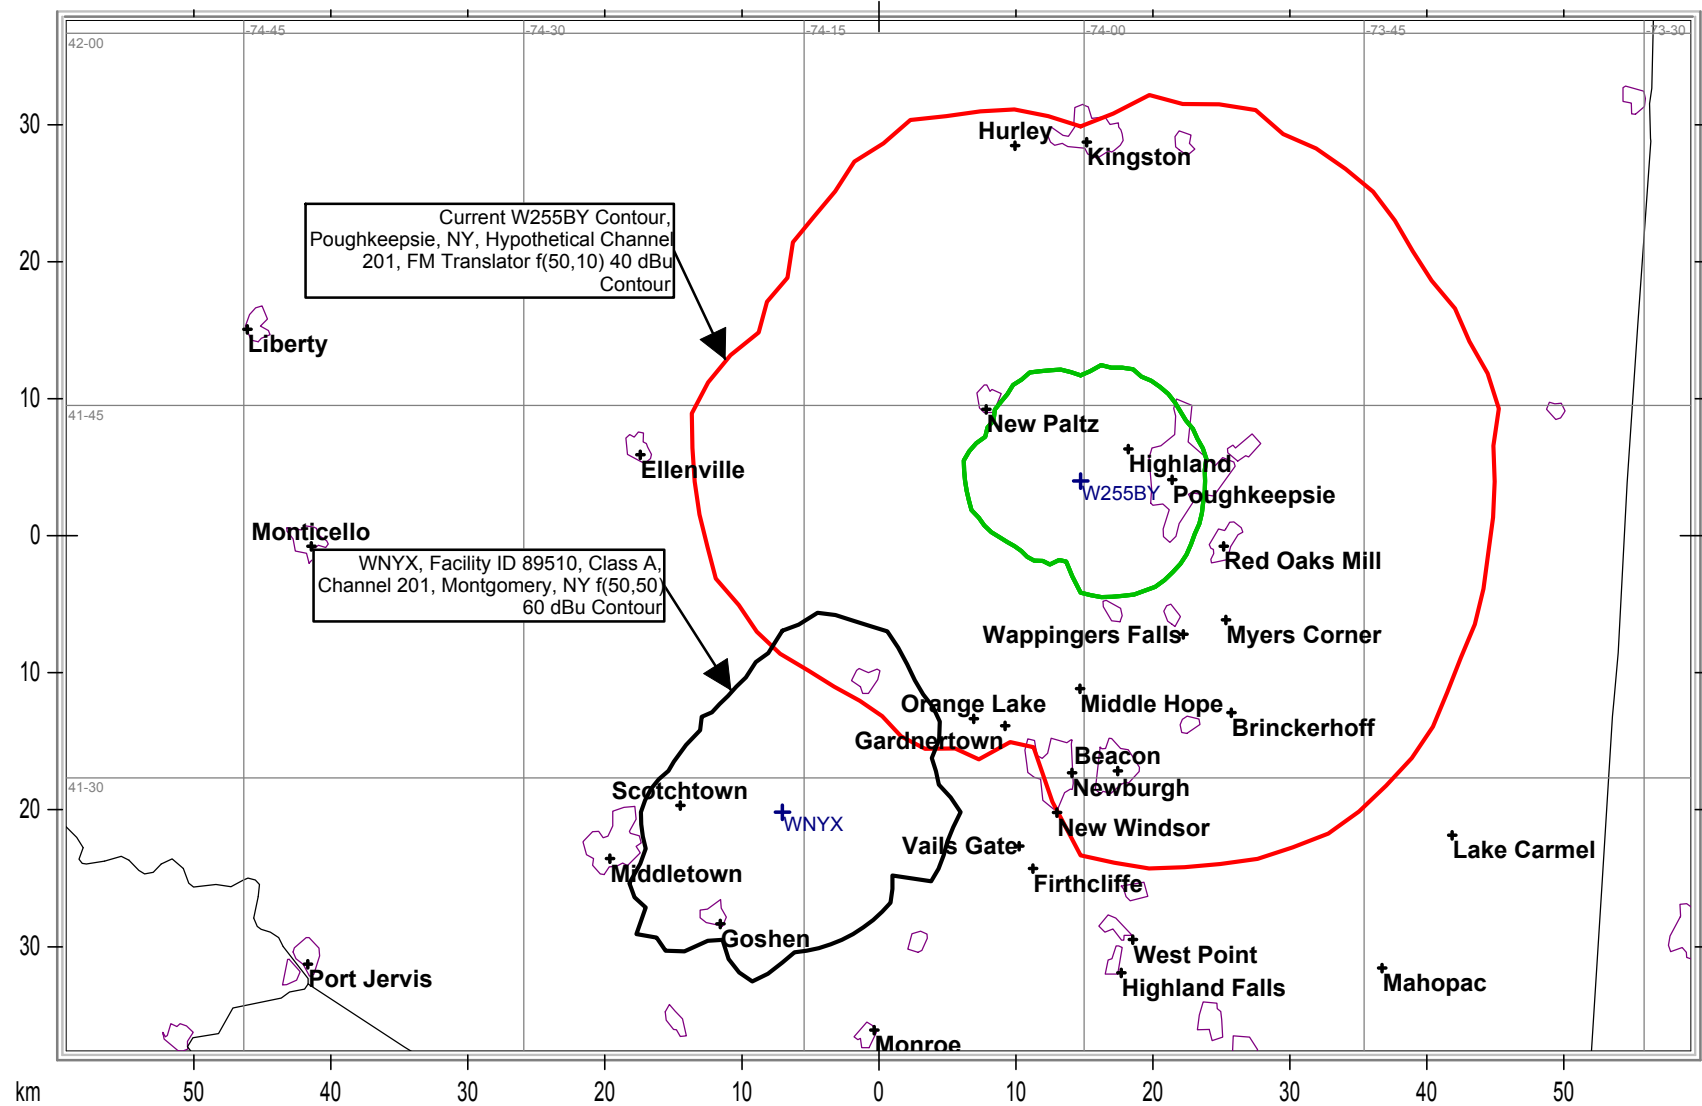 42-00
-74-45
-74-30
-74-15
-74-00
-73-45
-73-30
30
Hurley
Kingston
Current W255BY Contour,
Poughkeepsie, NY, Hypothetical Channel
201, FM Translator f(50,10) 40 dBu
Contour
20
Liberty
10
41-45
New Paltz
Ellenville
Highland
W255BY
Poughkeepsie
0
Monticello
Red Oaks Mill
WNYX, Facility ID 89510, Class A,
Channel 201, Montgomery, NY f(50,50)
60 dBu Contour
Wappingers Falls
Myers Corner
10
Orange Lake
Middle Hope
Brinckerhoff
Gardnertown
Beacon
41-30
Newburgh
Scotchtown
20
WNYX
New Windsor
Vails Gate
Lake Carmel
Middletown
Firthcliffe
Goshen
30
West Point
Port Jervis
Highland Falls
Mahopac
Monroe
km
50
40
30
20
10
0
10
20
30
40
50